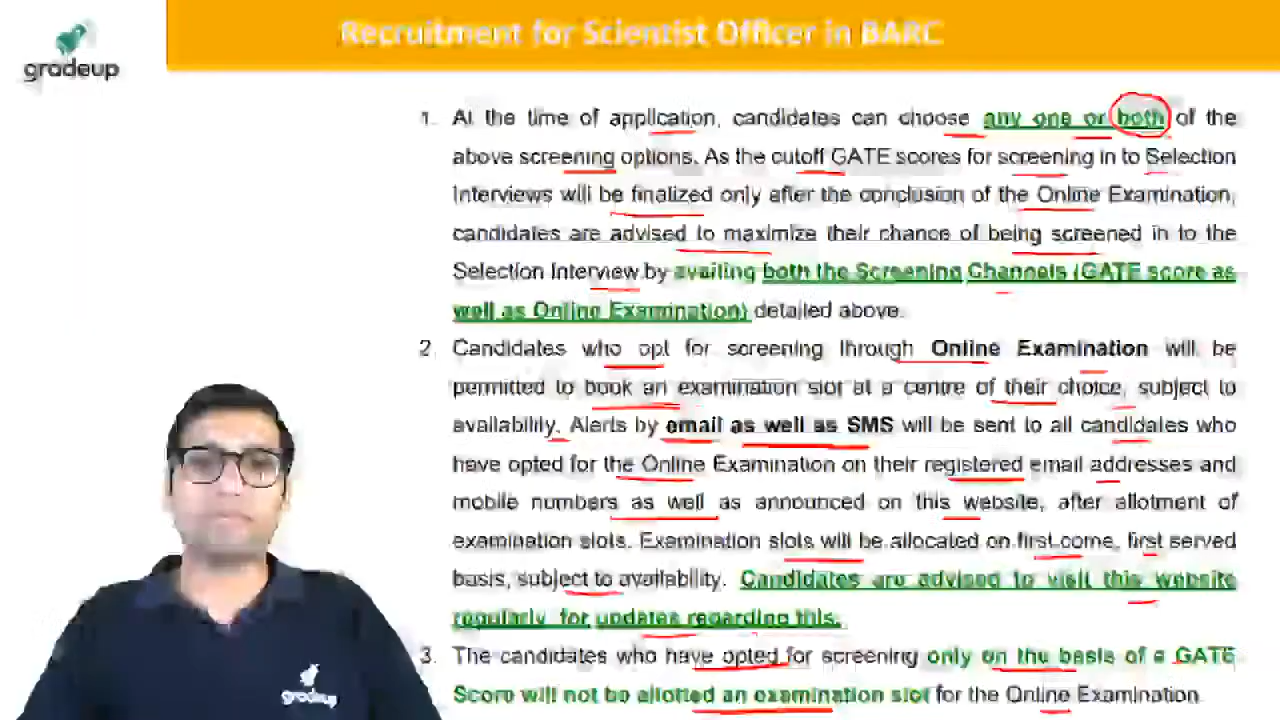 Recruitment for Scientist Officer in BARC
gradeup
1. At the time of application, candidates can choose any one or both of the
above screening options. As the cutoff GATE scores for screening in to Selection
Interviews will be finalized only after the conclusion of the Online Examination,
candidates are advised to maximize their chance of being screened in to the
Selection Interview by availing both the Screening Channels (GATE score as
well as Online Examination) detailed above.
2. Candidates who opt for screening through Online Examination will be
permitted to book an examination slot at a centre of their choice, subject to
availability. Alerts by email as well as SMS will be sent to all candidates who
have opted for the Online Examination on their registered email addresses and
mobile numbers as well as announced on this website, after allotment of
examination slots. Examination slots will be allocated on first come, first served
basis, subject to availability. Candidates are advised to visit this website
regularly for updates regarding this.
3. The candidates who have opted for screening only on the basis of a GATE
Score will not be allotted an examination slot for the Online Examination.
gradeup